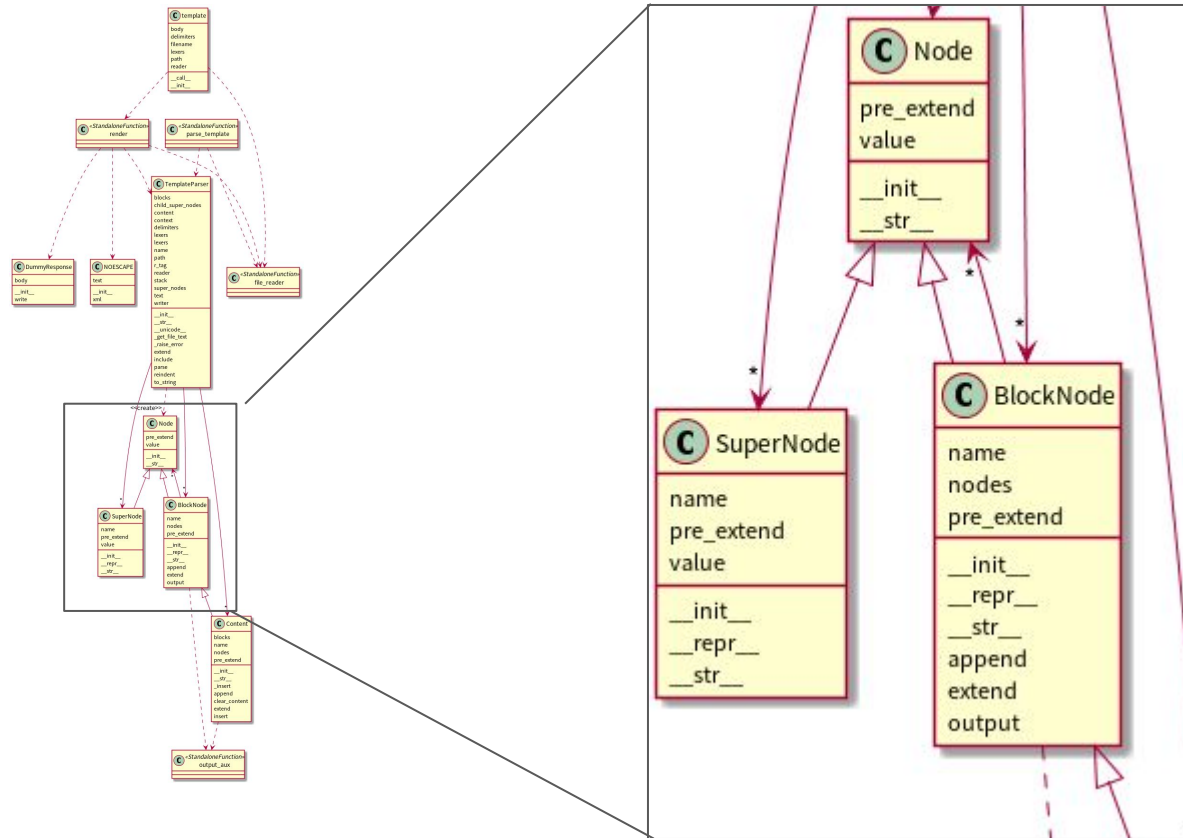 C template
body
delimiters
filename
lexers
path
reader
__call__
__init__
C «StandaloneFunction»
render
C «StandaloneFunction»
parse_template
C TemplateParser
blocks
child_super_nodes
content
context
delimiters
lexers
lexers
name
path
r_tag
reader
stack
super_nodes
text
writer
__init__
__str__
__unicode__
_get_file_text
_raise_error
extend
include
parse
reindent
to_string
C DummyResponse
body
__init__
write
C NOESCAPE
text
__init__
xml
C «StandaloneFunction»
file_reader
<<create>>
C Node
pre_extend
value
__init__
__str__
*
*
*
C SuperNode
name
pre_extend
value
__init__
__repr__
__str__
C BlockNode
name
nodes
pre_extend
__init__
__repr__
__str__
append
extend
output
*
C Content
blocks
name
nodes
pre_extend
__init__
__str__
_insert
append
clear_content
extend
insert
C «StandaloneFunction»
output_aux
C Node
pre_extend
value
__init__
__str__
*
*
*
C SuperNode
name
pre_extend
value
__init__
__repr__
__str__
C BlockNode
name
nodes
pre_extend
__init__
__repr__
__str__
append
extend
output